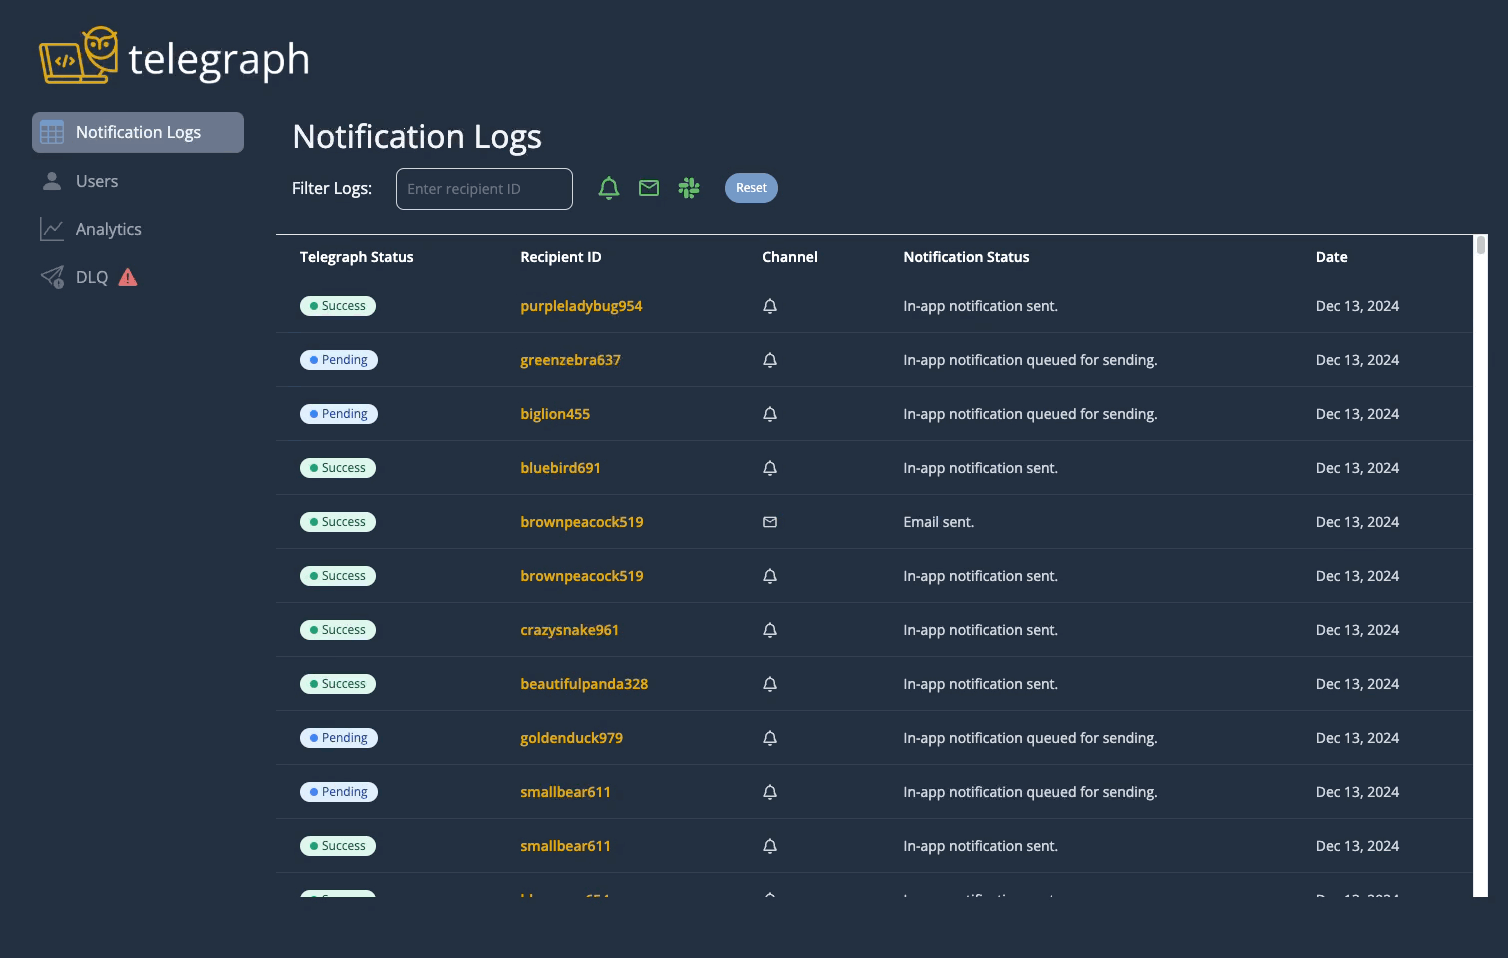 telegraph
Notification Logs
Users
Analytics
DLQ
Notification Logs
Filter Logs: Enter recipient ID Reset
Telegraph Status Recipient ID Channel Notification Status Date
Success purpleladybug954 In-app notification sent. Dec 13, 2024
Pending greenzebra637 In-app notification queued for sending. Dec 13, 2024
Pending biglion455 In-app notification queued for sending. Dec 13, 2024
Success bluebird691 In-app notification sent. Dec 13, 2024
Success brownpeacock519 Email sent. Dec 13, 2024
Success brownpeacock519 In-app notification sent. Dec 13, 2024
Success crazysnake961 In-app notification sent. Dec 13, 2024
Success beautifulpanda328 In-app notification sent. Dec 13, 2024
Pending goldenduck979 In-app notification queued for sending. Dec 13, 2024
Pending smallbear611 In-app notification queued for sending. Dec 13, 2024
Success smallbear611 In-app notification sent. Dec 13, 2024